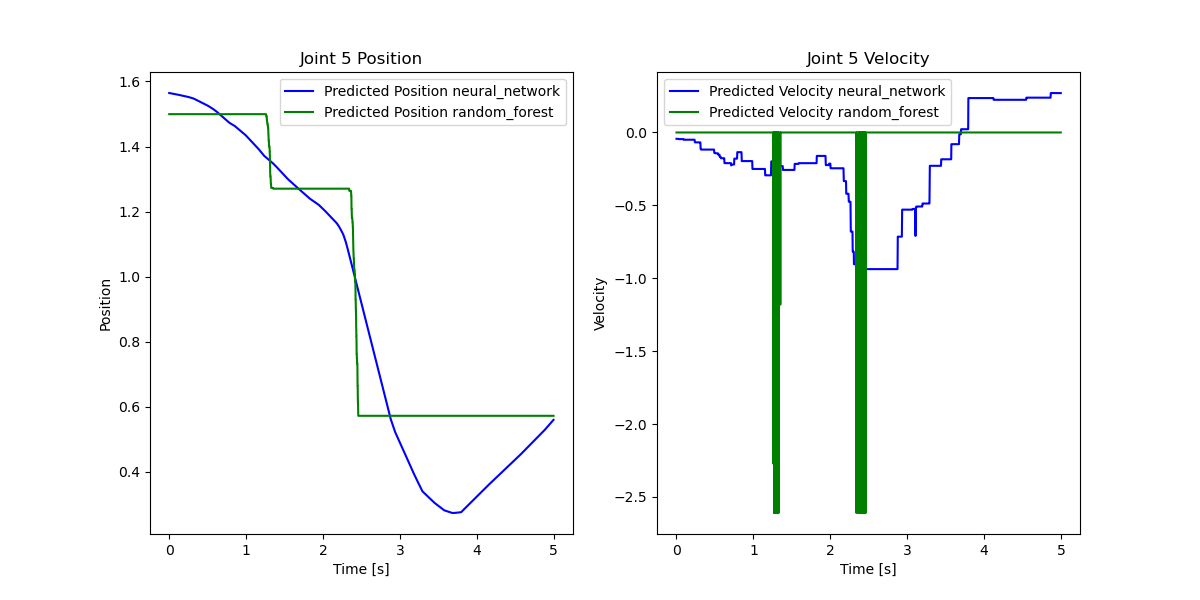 Joint 5 Position
Predicted Position neural_network
Predicted Position random_forest
Position
1.6
1.4
1.2
1.0
0.8
0.6
0.4
0
1
2
3
4
5
Time [s]
Joint 5 Velocity
Predicted Velocity neural_network
Predicted Velocity random_forest
Velocity
0.0
−0.5
−1.0
−1.5
−2.0
−2.5
0
1
2
3
4
5
Time [s]